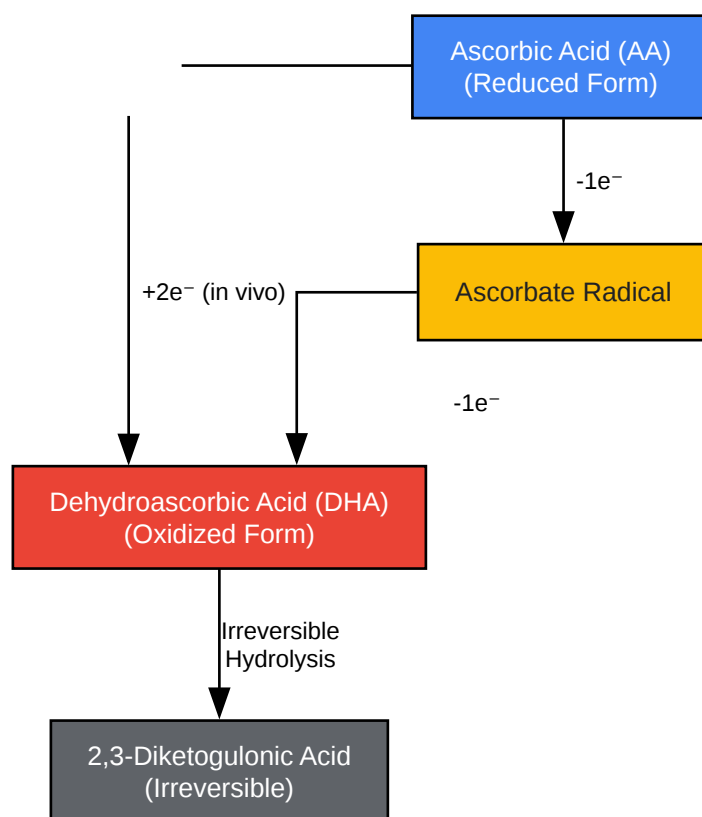 Ascorbic Acid (AA)
(Reduced Form)
-1e⁻
Ascorbate Radical
+2e⁻ (in vivo)
-1e⁻
Dehydroascorbic Acid (DHA)
(Oxidized Form)
Irreversible
Hydrolysis
2,3-Diketogulonic Acid
(Irreversible)